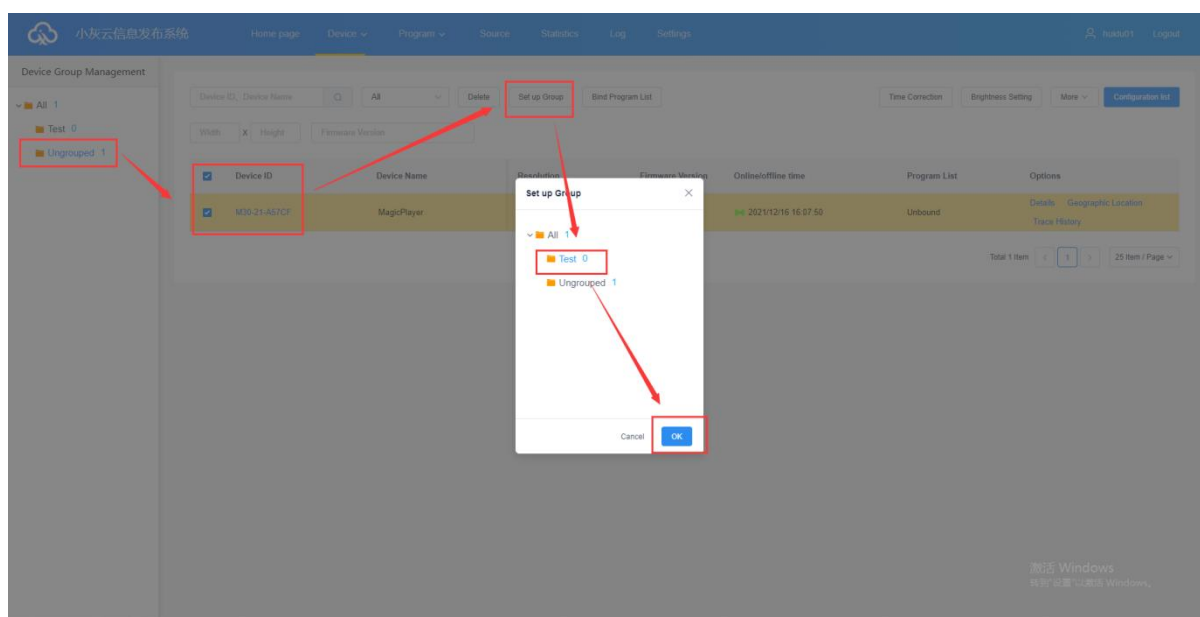 小灰云信息发布系统 Home page Device Program Source Statistics Log Settings huidu01 Logout
Device Group Management
All 1
Test 0
Ungrouped 1
Device ID, Device Name All Delete Set up Group Bind Program List Time Correction Brightness Setting More Configuration list
Width X Height Firmware Version
Device ID Device Name Resolution Firmware Version Online/offline time Program List Options
M30-21-A57CF MagicPlayer 2021/12/16 16:07:50 Unbound Details Geographic Location
Trace History
Total 1 item 1 25 item / Page
Set up Group
All 1
Test 0
Ungrouped 1
Cancel OK
激活 Windows
转到"设置"以激活 Windows。